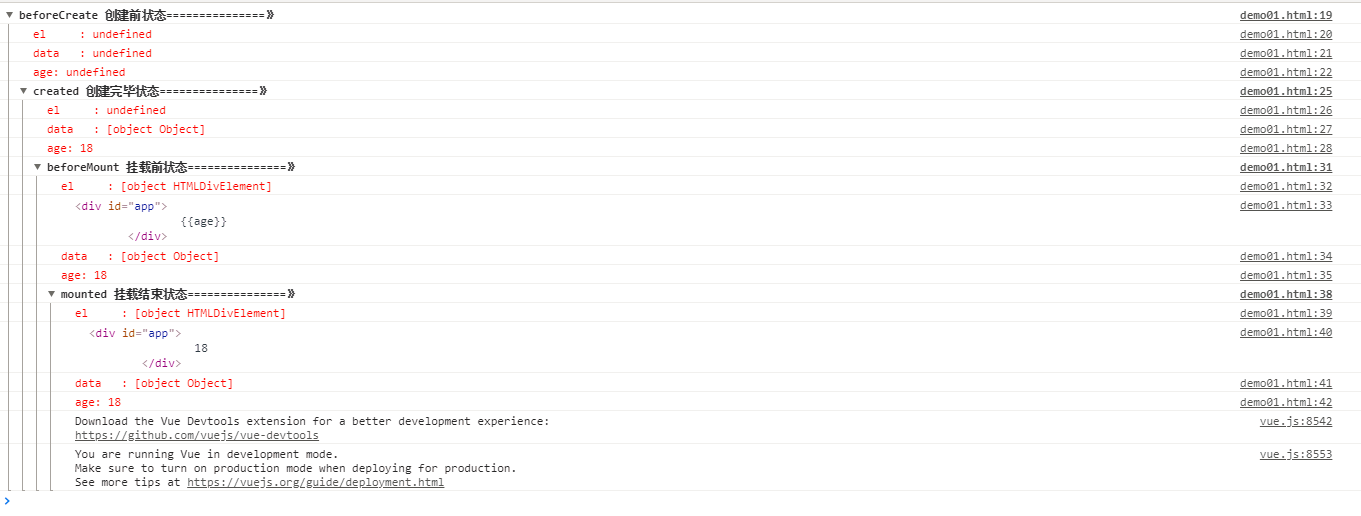 beforeCreate 创建前状态===============》 demo01.html:19
el     : undefined demo01.html:20
data   : undefined demo01.html:21
age: undefined demo01.html:22
created 创建完毕状态===============》 demo01.html:25
el     : undefined demo01.html:26
data   : [object Object] demo01.html:27
age: 18 demo01.html:28
beforeMount 挂载前状态===============》 demo01.html:31
el     : [object HTMLDivElement] demo01.html:32
<div id="app"> demo01.html:33
{{age}}
</div>
data   : [object Object] demo01.html:34
age: 18 demo01.html:35
mounted 挂载结束状态===============》 demo01.html:38
el     : [object HTMLDivElement] demo01.html:39
<div id="app"> demo01.html:40
18
</div>
data   : [object Object] demo01.html:41
age: 18 demo01.html:42
Download the Vue Devtools extension for a better development experience: vue.js:8542
https://github.com/vuejs/vue-devtools
You are running Vue in development mode. vue.js:8553
Make sure to turn on production mode when deploying for production.
See more tips at https://vuejs.org/guide/deployment.html